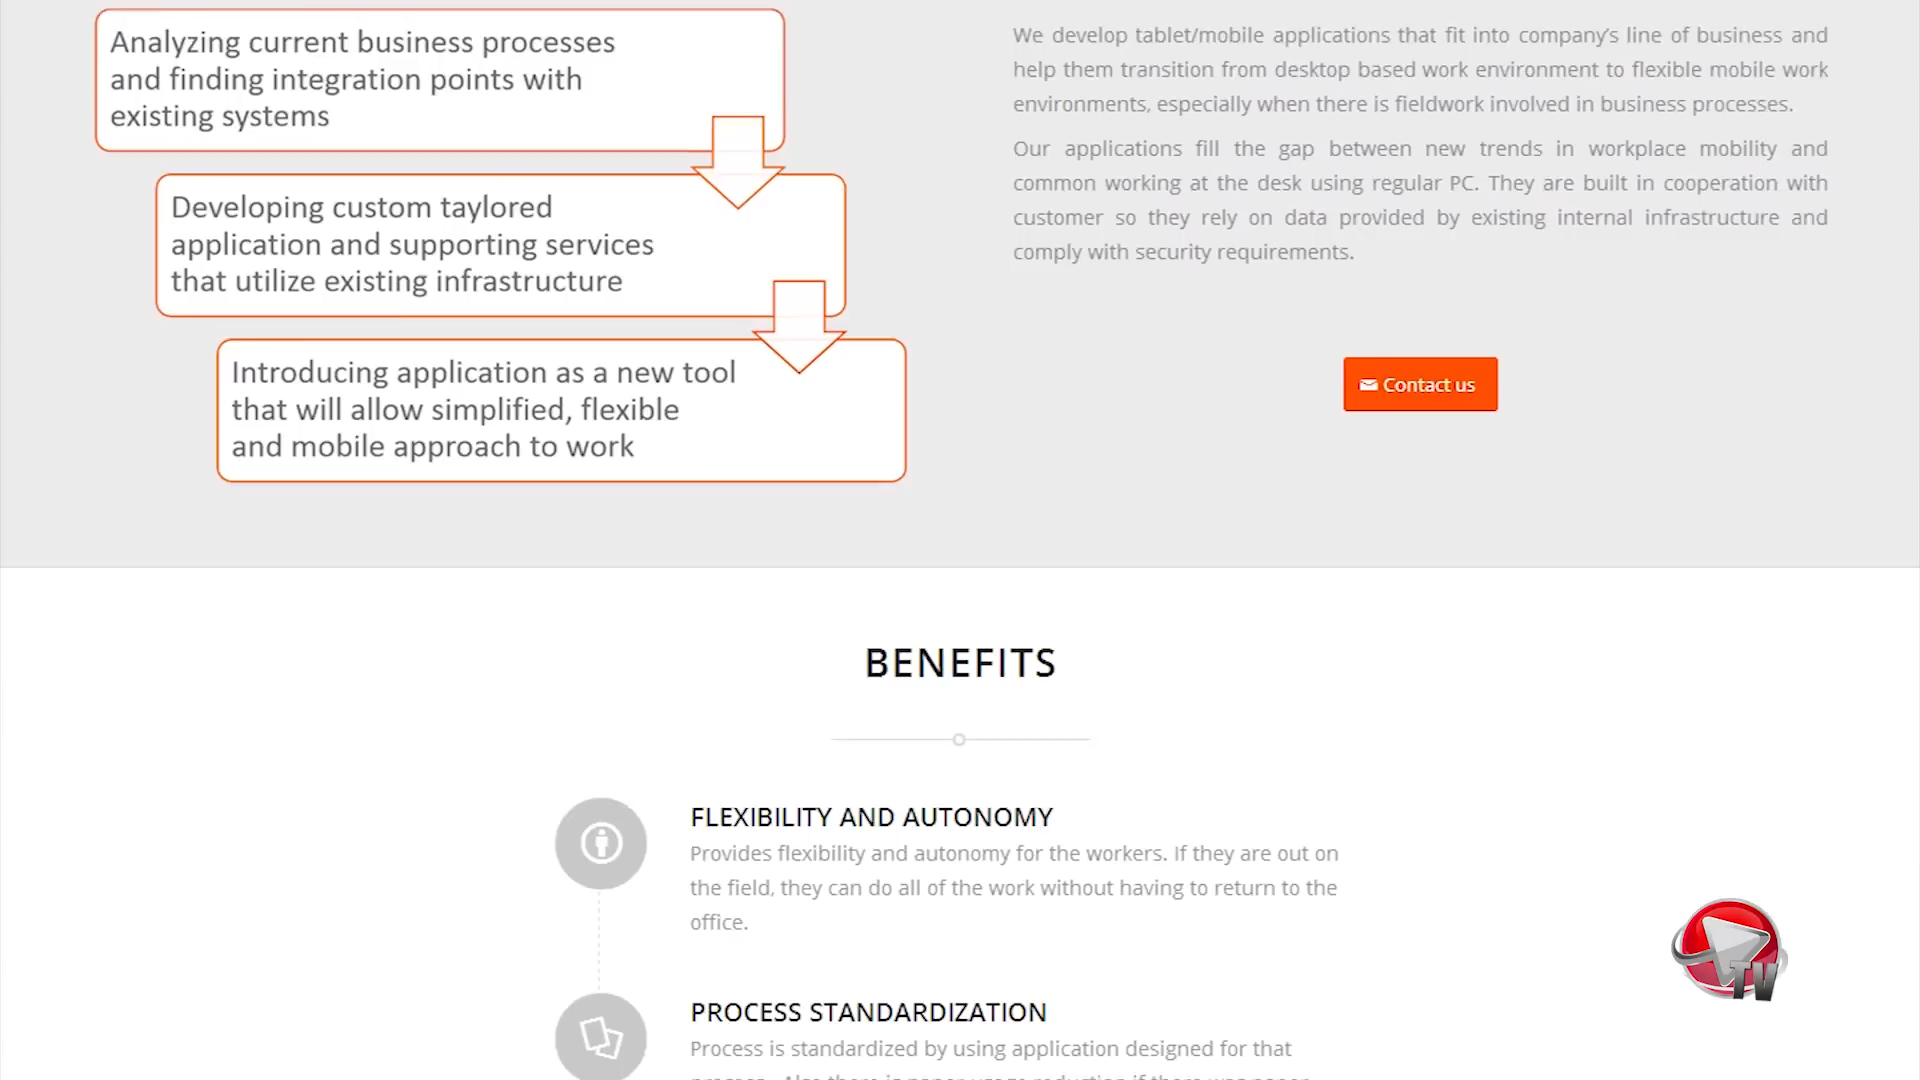 Analyzing current business processes
and finding integration points with
existing systems
Developing custom taylored
application and supporting services
that utilize existing infrastructure
Introducing application as a new tool
that will allow simplified, flexible
and mobile approach to work
We develop tablet/mobile applications that fit into company's line of business and
help them transition from desktop based work environment to flexible mobile work
environments, especially when there is fieldwork involved in business processes.
Our applications fill the gap between new trends in workplace mobility and
common working at the desk using regular PC. They are built in cooperation with
customer so they rely on data provided by existing internal infrastructure and
comply with security requirements.
Contact us
BENEFITS
FLEXIBILITY AND AUTONOMY
Provides flexibility and autonomy for the workers. If they are out on
the field, they can do all of the work without having to return to the
office.
PROCESS STANDARDIZATION
Process is standardized by using application designed for that
TV